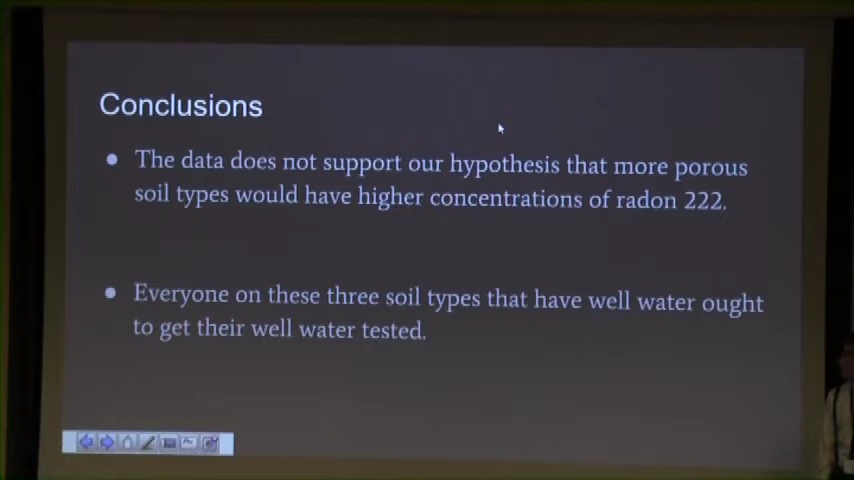 Conclusions
● The data does not support our hypothesis that more porous
soil types would have higher concentrations of radon 222.
● Everyone on these three soil types that have well water ought
to get their well water tested.